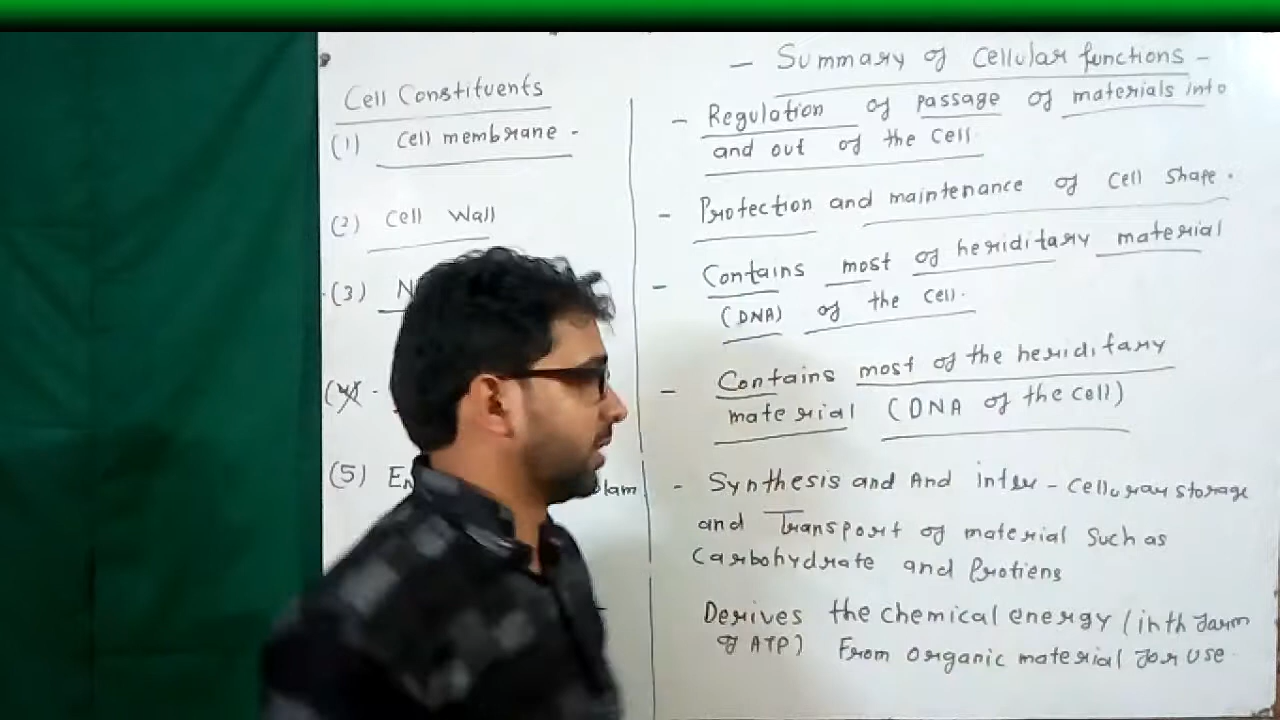 - Summary of Cellular functions -
Cell Constituents
(1) Cell membrane -
- Regulation of passage of materials into
and out of the Cell
(2) Cell Wall
- Protection and maintenance of Cell Shape.
(3) N
- Contains most of heriditary material
(DNA) of the Cell.
- Contains most of the heriditary
material (DNA of the cell)
(5) En
- Synthesis and And inter-Cellular storage
and Transport of material Such as
Carbohydrate and Protiens
Derives the chemical energy (in th form
of ATP) From organic material for use